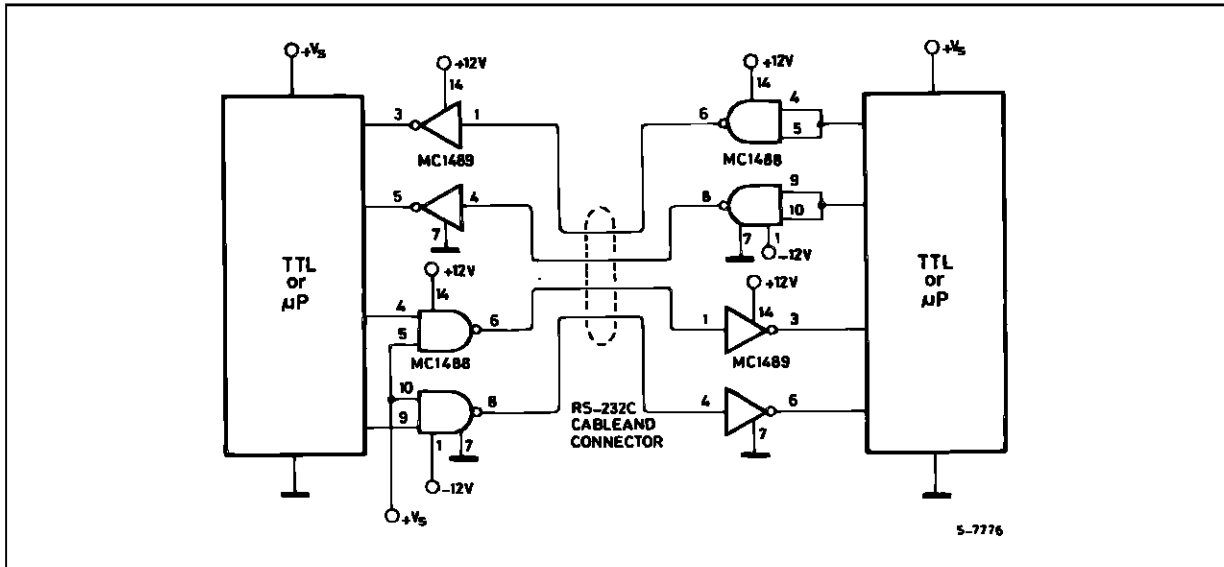 +Vs
+12V
14
3
1
MC1489
5
4
7
TTL
or
µP
+12V
14
4
5
6
MC1488
10
9
8
1
7
-12V
+Vs
RS-232C
CABLEAND
CONNECTOR
+12V
14
6
4
5
MC1488
8
9
10
7
1
-12V
+12V
14
1
3
MC1489
4
6
7
+Vs
TTL
or
µP
S-7776